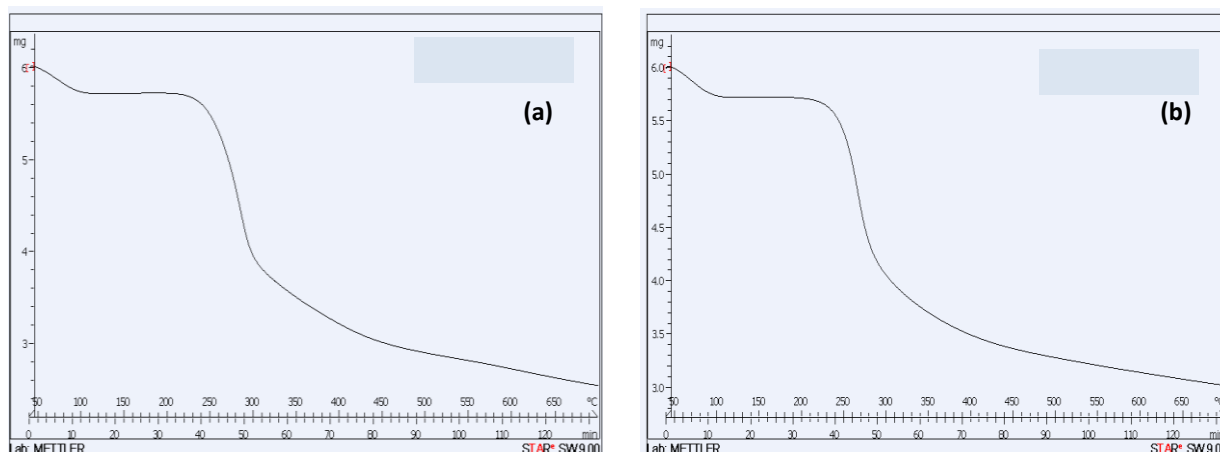 mg
(a)
6
5
4
3
50 100 150 200 250 300 350 400 450 500 550 600 650 °C
0 10 20 30 40 50 60 70 80 90 100 110 120 min
Lab: METTLER STARe SW 9.00
mg
(b)
6.0
5.5
5.0
4.5
4.0
3.5
3.0
50 100 150 200 250 300 350 400 450 500 550 600 650
0 10 20 30 40 50 60 70 80 90 100 110 120 min
Lab: METTLER STARe SW 9.00